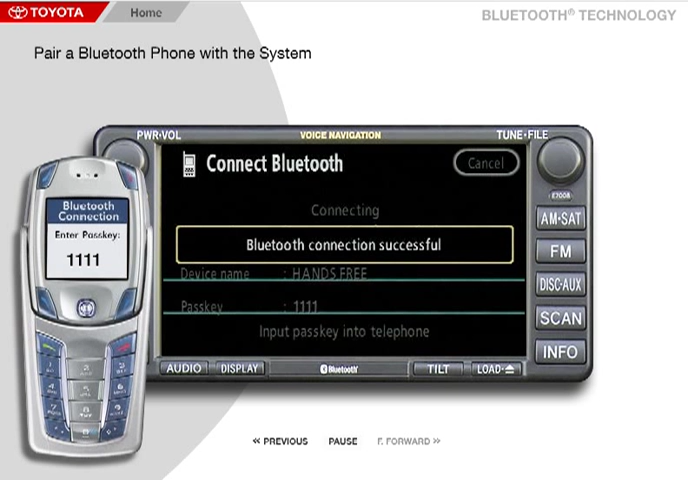 TOYOTA
Home
BLUETOOTH® TECHNOLOGY
Pair a Bluetooth Phone with the System
PWR•VOL
VOICE NAVIGATION
TUNE•FILE
Connect Bluetooth
Cancel
Connecting
Bluetooth connection successful
Device name : HANDS FREE
Passkey : 1111
Input passkey into telephone
E7008
AM•SAT
FM
DISC•AUX
SCAN
INFO
AUDIO
DISPLAY
Bluetooth
TILT
LOAD•
Bluetooth
Connection
Enter Passkey:
1111
<< PREVIOUS
PAUSE
F. FORWARD >>